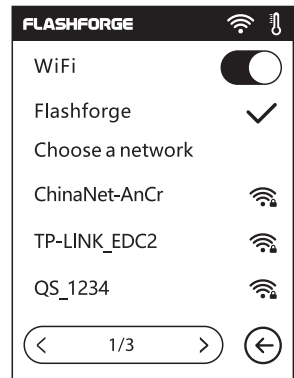 FLASHFORGE
WiFi
Flashforge
Choose a network
ChinaNet-AnCr
TP-LINK_EDC2
QS_1234
1/3